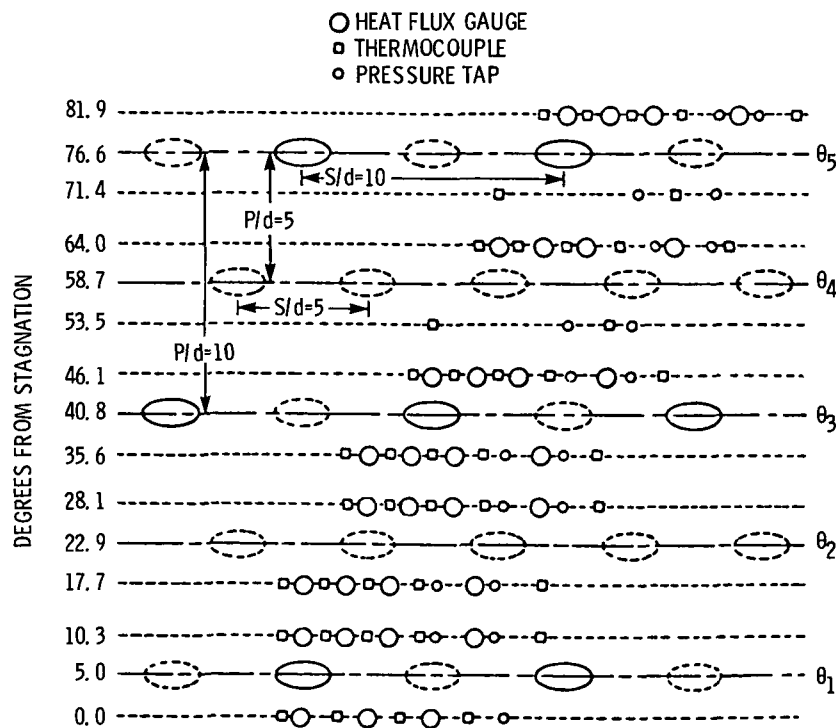 HEAT FLUX GAUGE
THERMOCOUPLE
PRESSURE TAP
DEGREES FROM STAGNATION
81.9
76.6 θ5
S/d=10
71.4
P/d=5
64.0
58.7 θ4
S/d=5
53.5
P/d=10
46.1
40.8 θ3
35.6
28.1
22.9 θ2
17.7
10.3
5.0 θ1
0.0